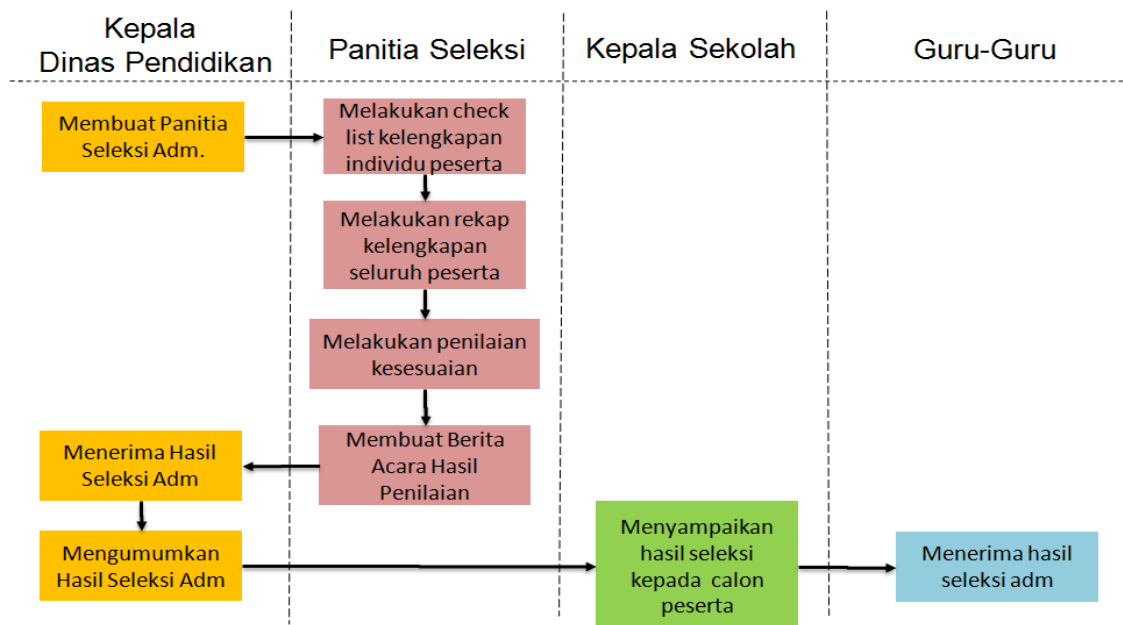 Kepala
Dinas Pendidikan
Panitia Seleksi
Kepala Sekolah
Guru-Guru
Membuat Panitia
Seleksi Adm.
Melakukan check
list kelengkapan
individu peserta
Melakukan rekap
kelengkapan
seluruh peserta
Melakukan penilaian
kesesuaian
Membuat Berita
Acara Hasil
Penilaian
Menerima Hasil
Seleksi Adm
Mengumumkan
Hasil Seleksi Adm
Menyampaikan
hasil seleksi
kepada calon
peserta
Menerima hasil
seleksi adm